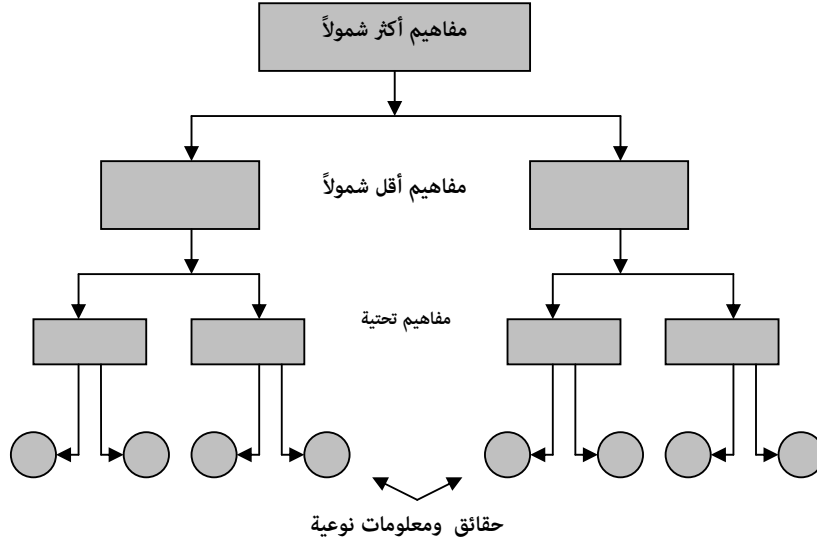 مفاهيم أكثر شمولاً
مفاهيم أقل شمولاً
مفاهيم تحتية
حقائق ومعلومات نوعية